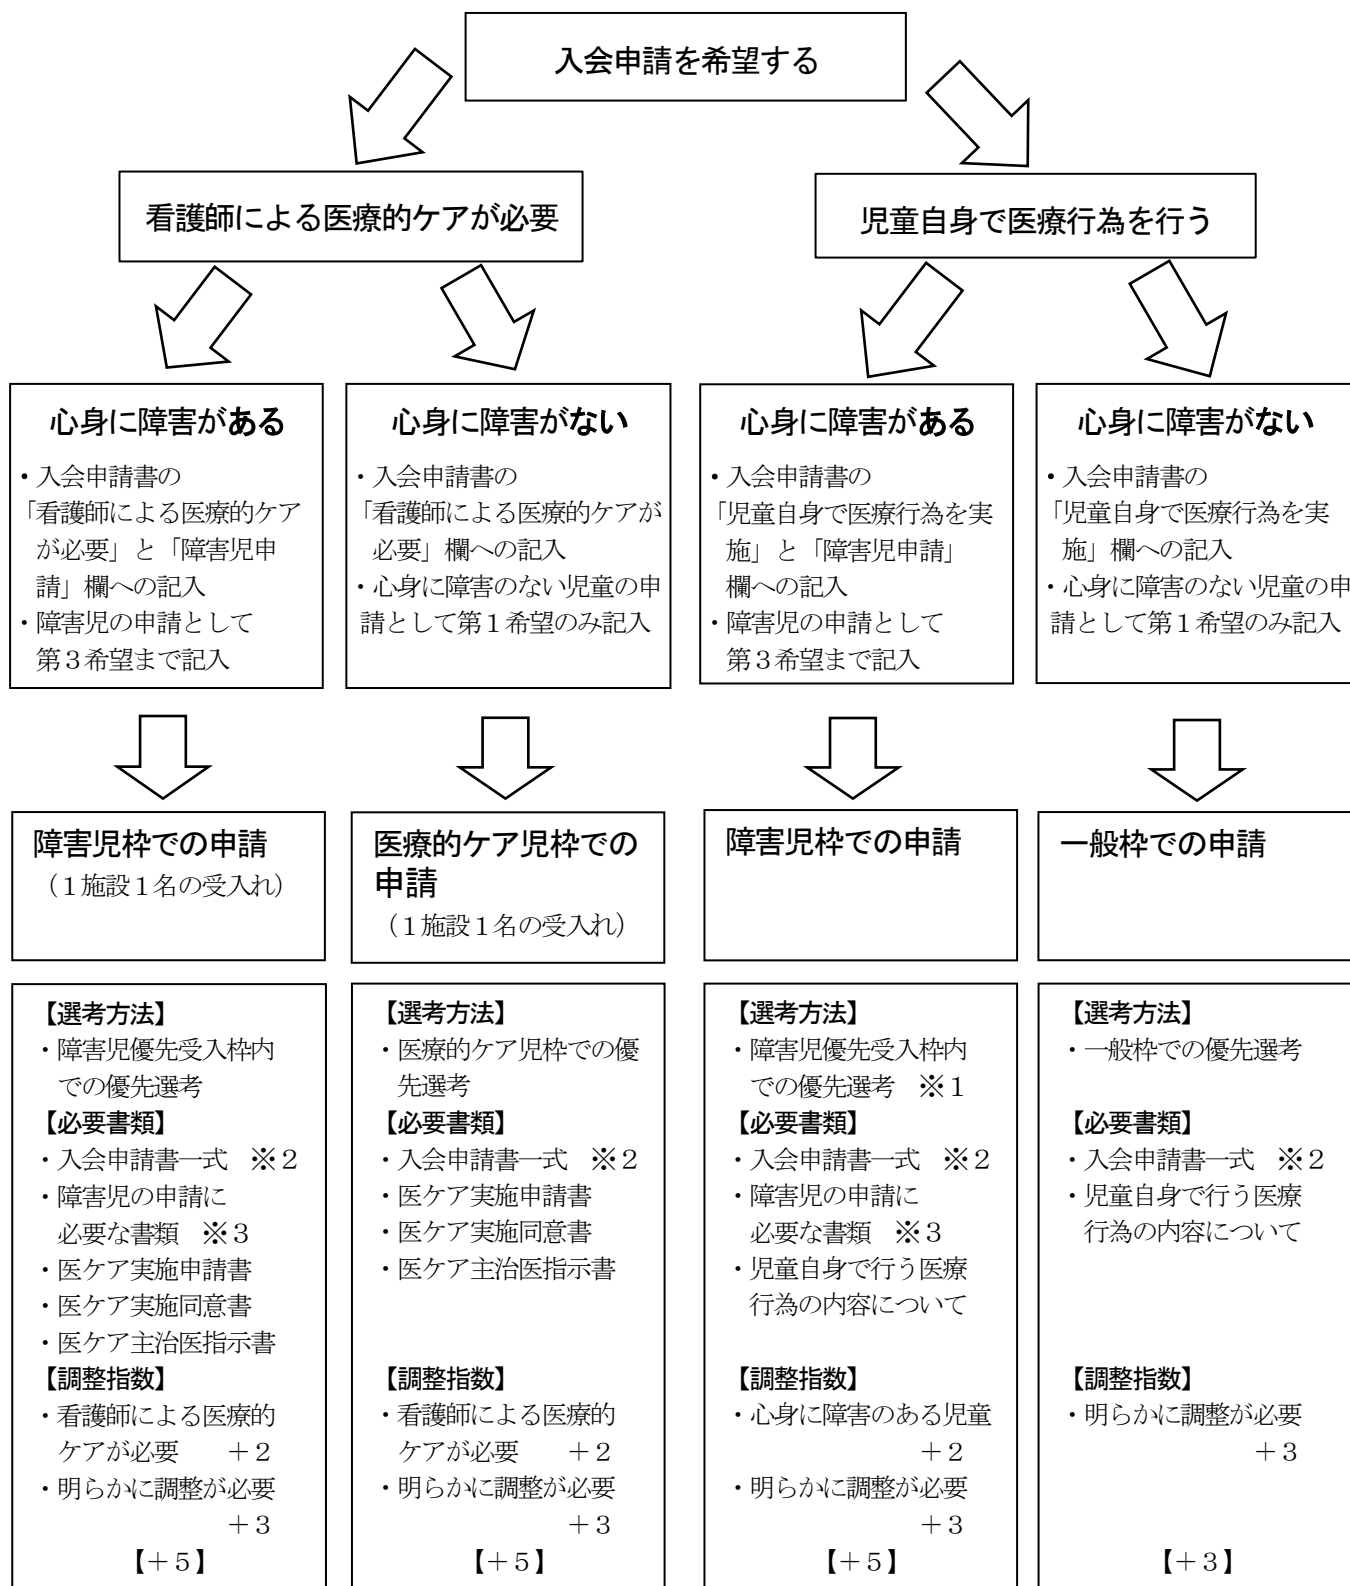 入会申請を希望する
看護師による医療的ケアが必要
児童自身で医療行為を行う
心身に障害がある
・入会申請書の
「看護師による医療的ケア
が必要」と「障害児申
請」欄への記入
・障害児の申請として
第３希望まで記入
心身に障害がない
・入会申請書の
「看護師による医療的ケアが
必要」欄への記入
・心身に障害のない児童の申
請として第１希望のみ記入
心身に障害がある
・入会申請書の
「児童自身で医療行為を実
施」と「障害児申請」
欄への記入
・障害児の申請として
第３希望まで記入
心身に障害がない
・入会申請書の
「児童自身で医療行為を実
施」欄への記入
・心身に障害のない児童の申
請として第１希望のみ記入
障害児枠での申請
（１施設１名の受入れ）
医療的ケア児枠での
申請
（１施設１名の受入れ）
障害児枠での申請
一般枠での申請
【選考方法】
・障害児優先受入枠内
での優先選考
【必要書類】
・入会申請書一式　※２
・障害児の申請に
必要な書類　※３
・医ケア実施申請書
・医ケア実施同意書
・医ケア主治医指示書
【調整指数】
・看護師による医療的
ケアが必要　＋２
・明らかに調整が必要
＋３
【＋５】
【選考方法】
・医療的ケア児枠での優
先選考
【必要書類】
・入会申請書一式　※２
・医ケア実施申請書
・医ケア実施同意書
・医ケア主治医指示書
【調整指数】
・看護師による医療的
ケアが必要　＋２
・明らかに調整が必要
＋３
【＋５】
【選考方法】
・障害児優先受入枠内
での優先選考　※１
【必要書類】
・入会申請書一式　※２
・障害児の申請に
必要な書類　※３
・児童自身で行う医療
行為の内容について
【調整指数】
・心身に障害のある児童
＋２
・明らかに調整が必要
＋３
【＋５】
【選考方法】
・一般枠での優先選考
【必要書類】
・入会申請書一式　※２
・児童自身で行う医療
行為の内容について
【調整指数】
・明らかに調整が必要
＋３
【＋３】